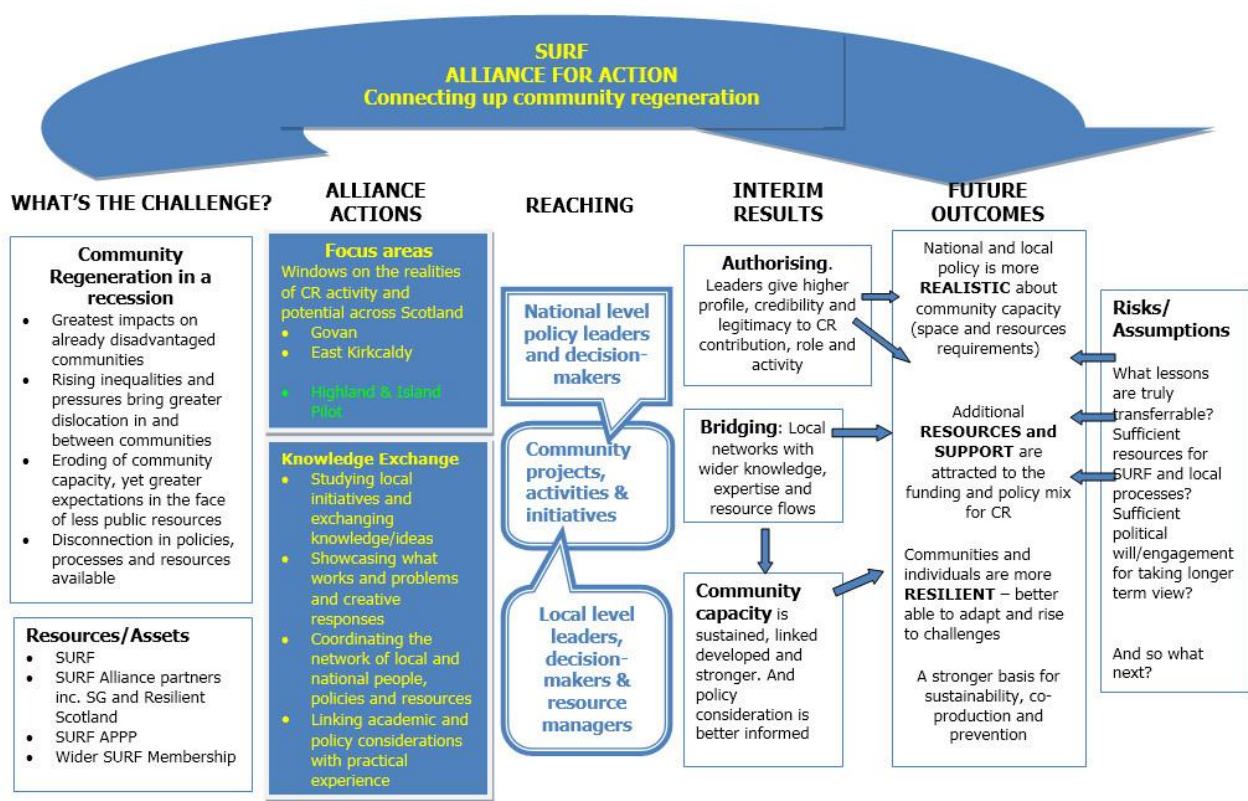 SURF
ALLIANCE FOR ACTION
Connecting up community regeneration
WHAT'S THE CHALLENGE?
Community
Regeneration in a
recession
• Greatest impacts on
already disadvantaged
communities
• Rising inequalities and
pressures bring greater
dislocation in and
between communities
• Eroding of community
capacity, yet greater
expectations in the face
of less public resources
• Disconnection in policies,
processes and resources
available
Resources/Assets
• SURF
• SURF Alliance partners
inc. SG and Resilient
Scotland
• SURF APPP
• Wider SURF Membership
ALLIANCE
ACTIONS
Focus areas
Windows on the realities
of CR activity and
potential across Scotland
• Govan
• East Kirkcaldy
• Highland & Island
Pilot
Knowledge Exchange
• Studying local
initiatives and
exchanging
knowledge/ideas
• Showcasing what
works and problems
and creative
responses
• Coordinating the
network of local and
national people,
policies and resources
• Linking academic and
policy considerations
with practical
experience
REACHING
National level
policy leaders
and decision-
makers
Community
projects,
activities &
initiatives
Local level
leaders,
decision-
makers &
resource
managers
INTERIM
RESULTS
Authorising.
Leaders give higher
profile, credibility and
legitimacy to CR
contribution, role and
activity
Bridging: Local
networks with
wider knowledge,
expertise and
resource flows
Community
capacity is
sustained, linked
developed and
stronger. And
policy
consideration is
better informed
FUTURE
OUTCOMES
National and local
policy is more
REALISTIC about
community capacity
(space and resources
requirements)
Additional
RESOURCES and
SUPPORT are
attracted to the
funding and policy mix
for CR
Communities and
individuals are more
RESILIENT – better
able to adapt and rise
to challenges
A stronger basis for
sustainability, co-
production and
prevention
Risks/
Assumptions
What lessons
are truly
transferrable?
Sufficient
resources for
SURF and local
processes?
Sufficient
political
will/engagement
for taking longer
term view?
And so what
next?